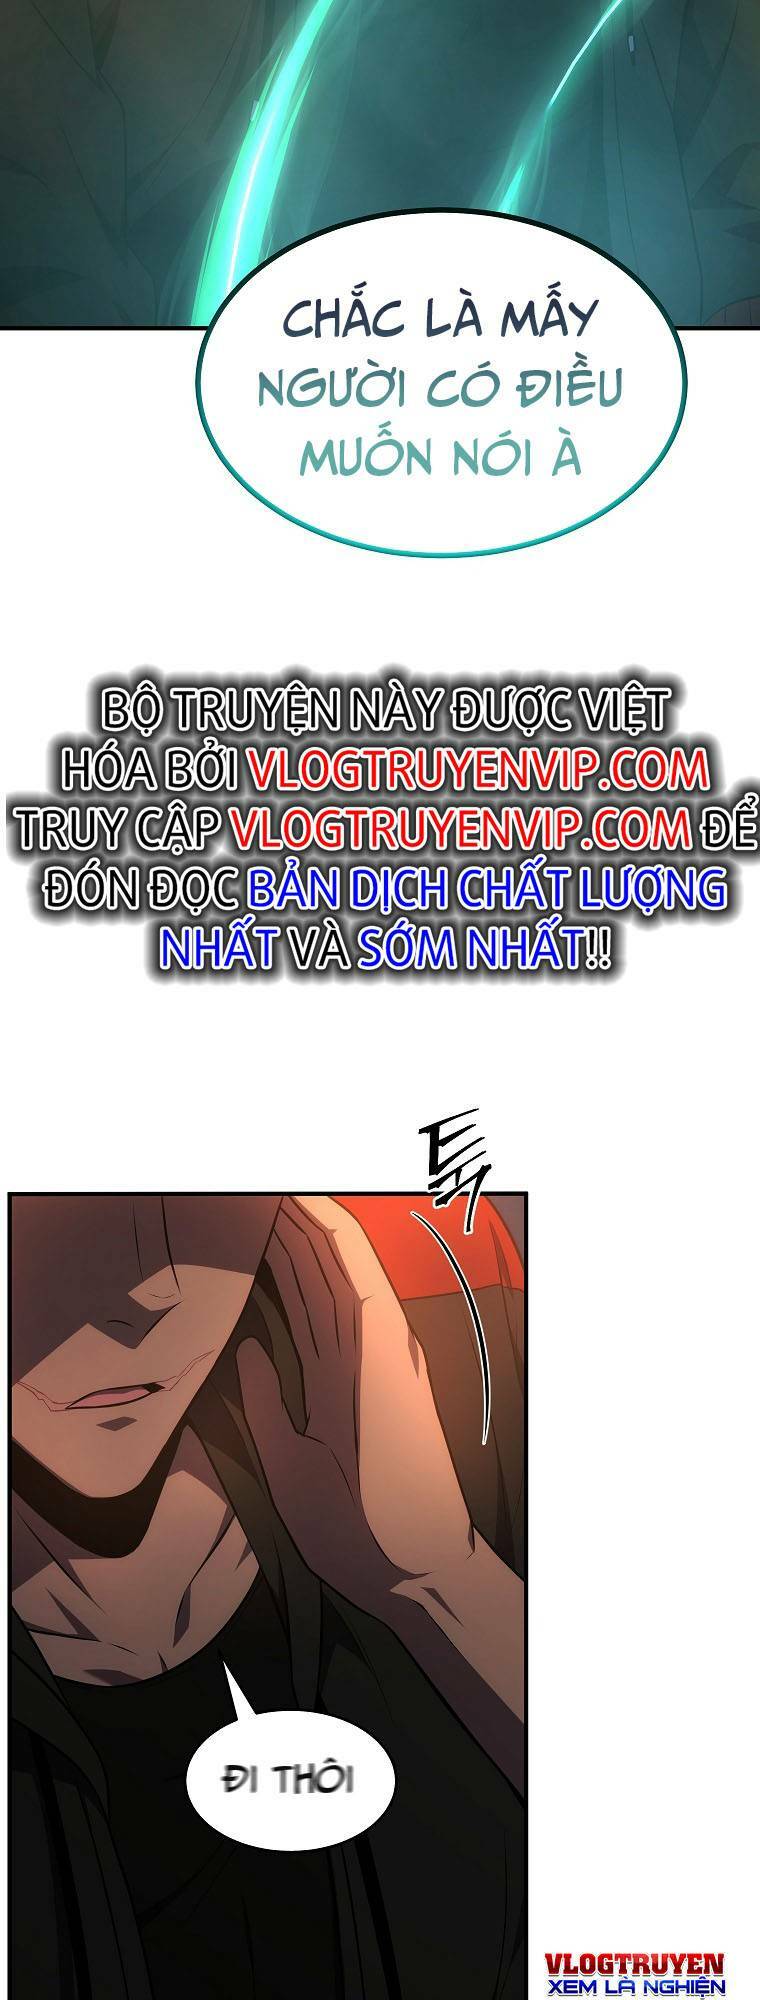 CHẮC LÀ MẤY
NGƯỜI CÓ ĐIỀU
MUỐN NÓI À
BỘ TRUYỆN NÀY ĐƯỢC VIỆT
HÓA BỞI VLOGTRUYENVIP.COM
TRUY CẬP VLOGTRUYENVIP.COM ĐỂ
ĐÓN ĐỌC BẢN DỊCH CHẤT LƯỢNG
NHẤT VÀ SỚM NHẤT!!
툭
ĐI THÔI
VLOGTRUYEN
XEM LÀ NGHIỆN